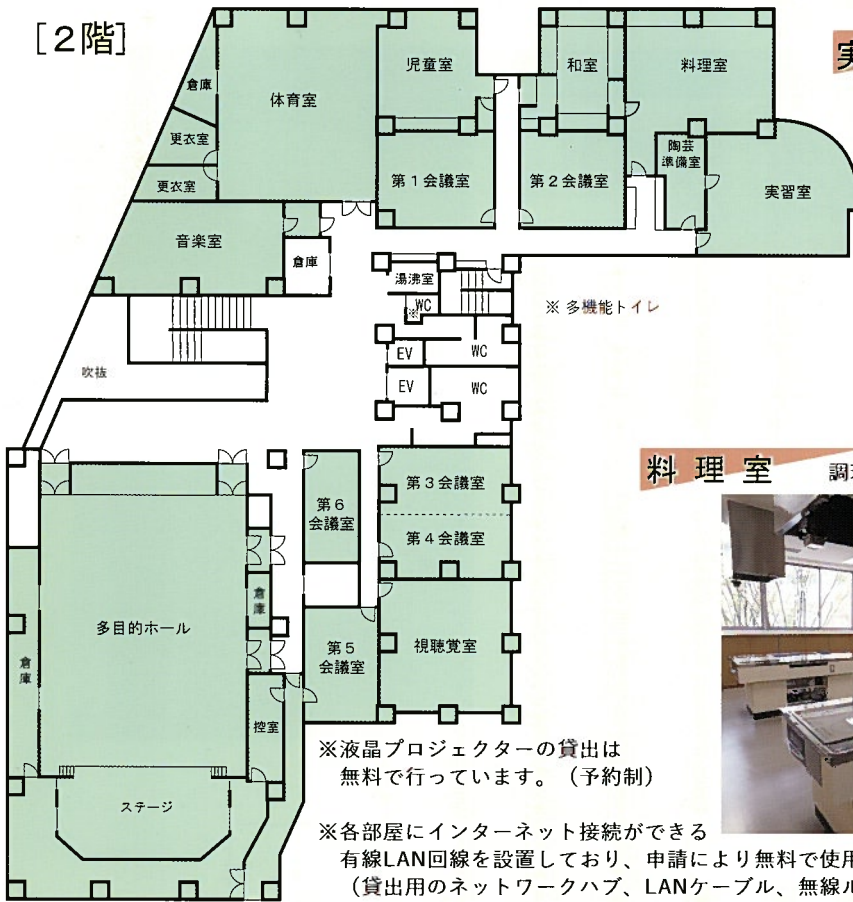 [2階]
実
倉庫
体育室
児童室
和室
料理室
更衣室
更衣室
第1会議室
第2会議室
陶芸
準備室
実習室
音楽室
倉庫
湯沸室
WC
※
※ 多機能トイレ
EV
WC
EV
WC
吹抜
料理室
調
第6
会議室
第3会議室
第4会議室
多目的ホール
倉庫
倉庫
第5
会議室
視聴覚室
控室
ステージ
※液晶プロジェクターの貸出は
無料で行っています。（予約制）
※各部屋にインターネット接続ができる
有線LAN回線を設置しており、申請により無料で使用
（貸出用のネットワークハブ、LANケーブル、無線ル